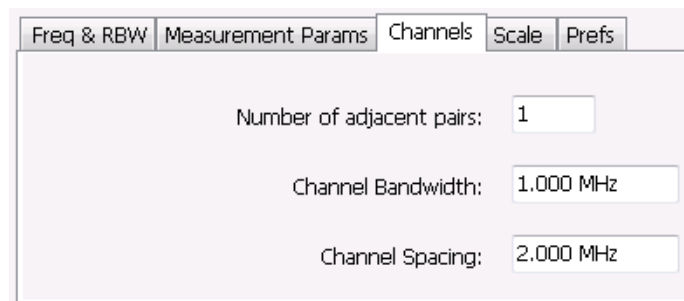 Freq & RBW Measurement Params Channels Scale Prefs
Number of adjacent pairs: 1
Channel Bandwidth: 1.000 MHz
Channel Spacing: 2.000 MHz